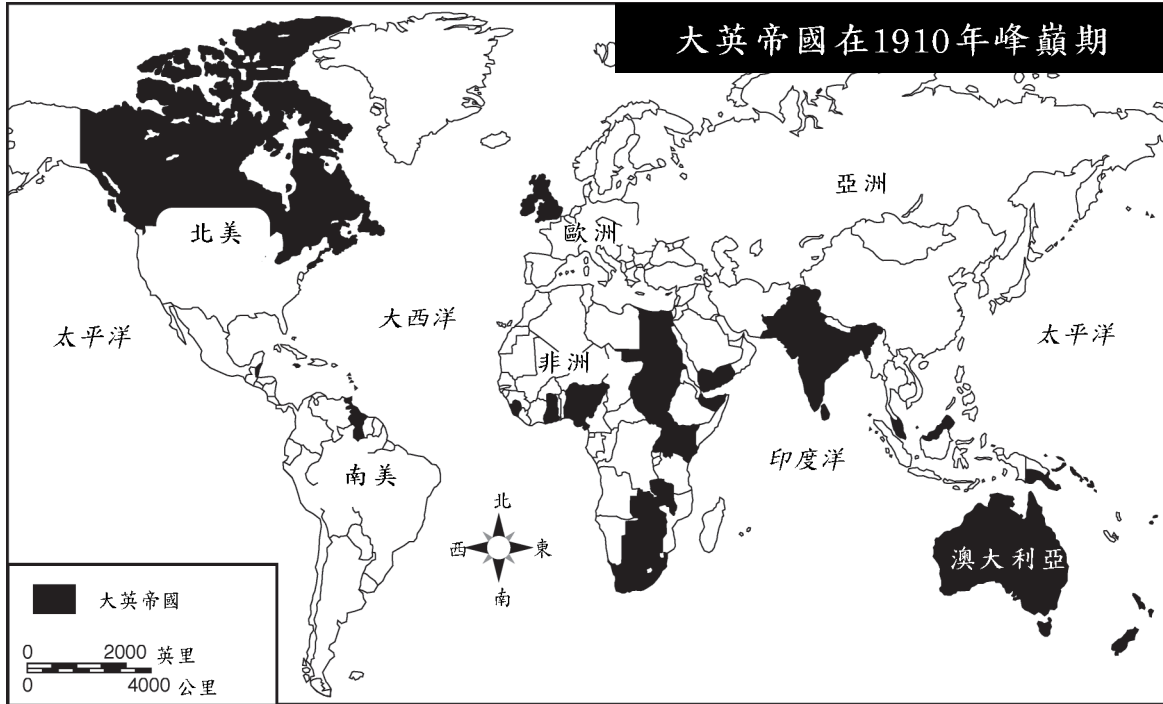 大英帝國在1910年峰巔期
亞洲
北美
歐洲
太平洋
大西洋
太平洋
非洲
印度洋
南美
北
西
東
南
澳大利亞
大英帝國
0 2000 英里
0 4000 公里